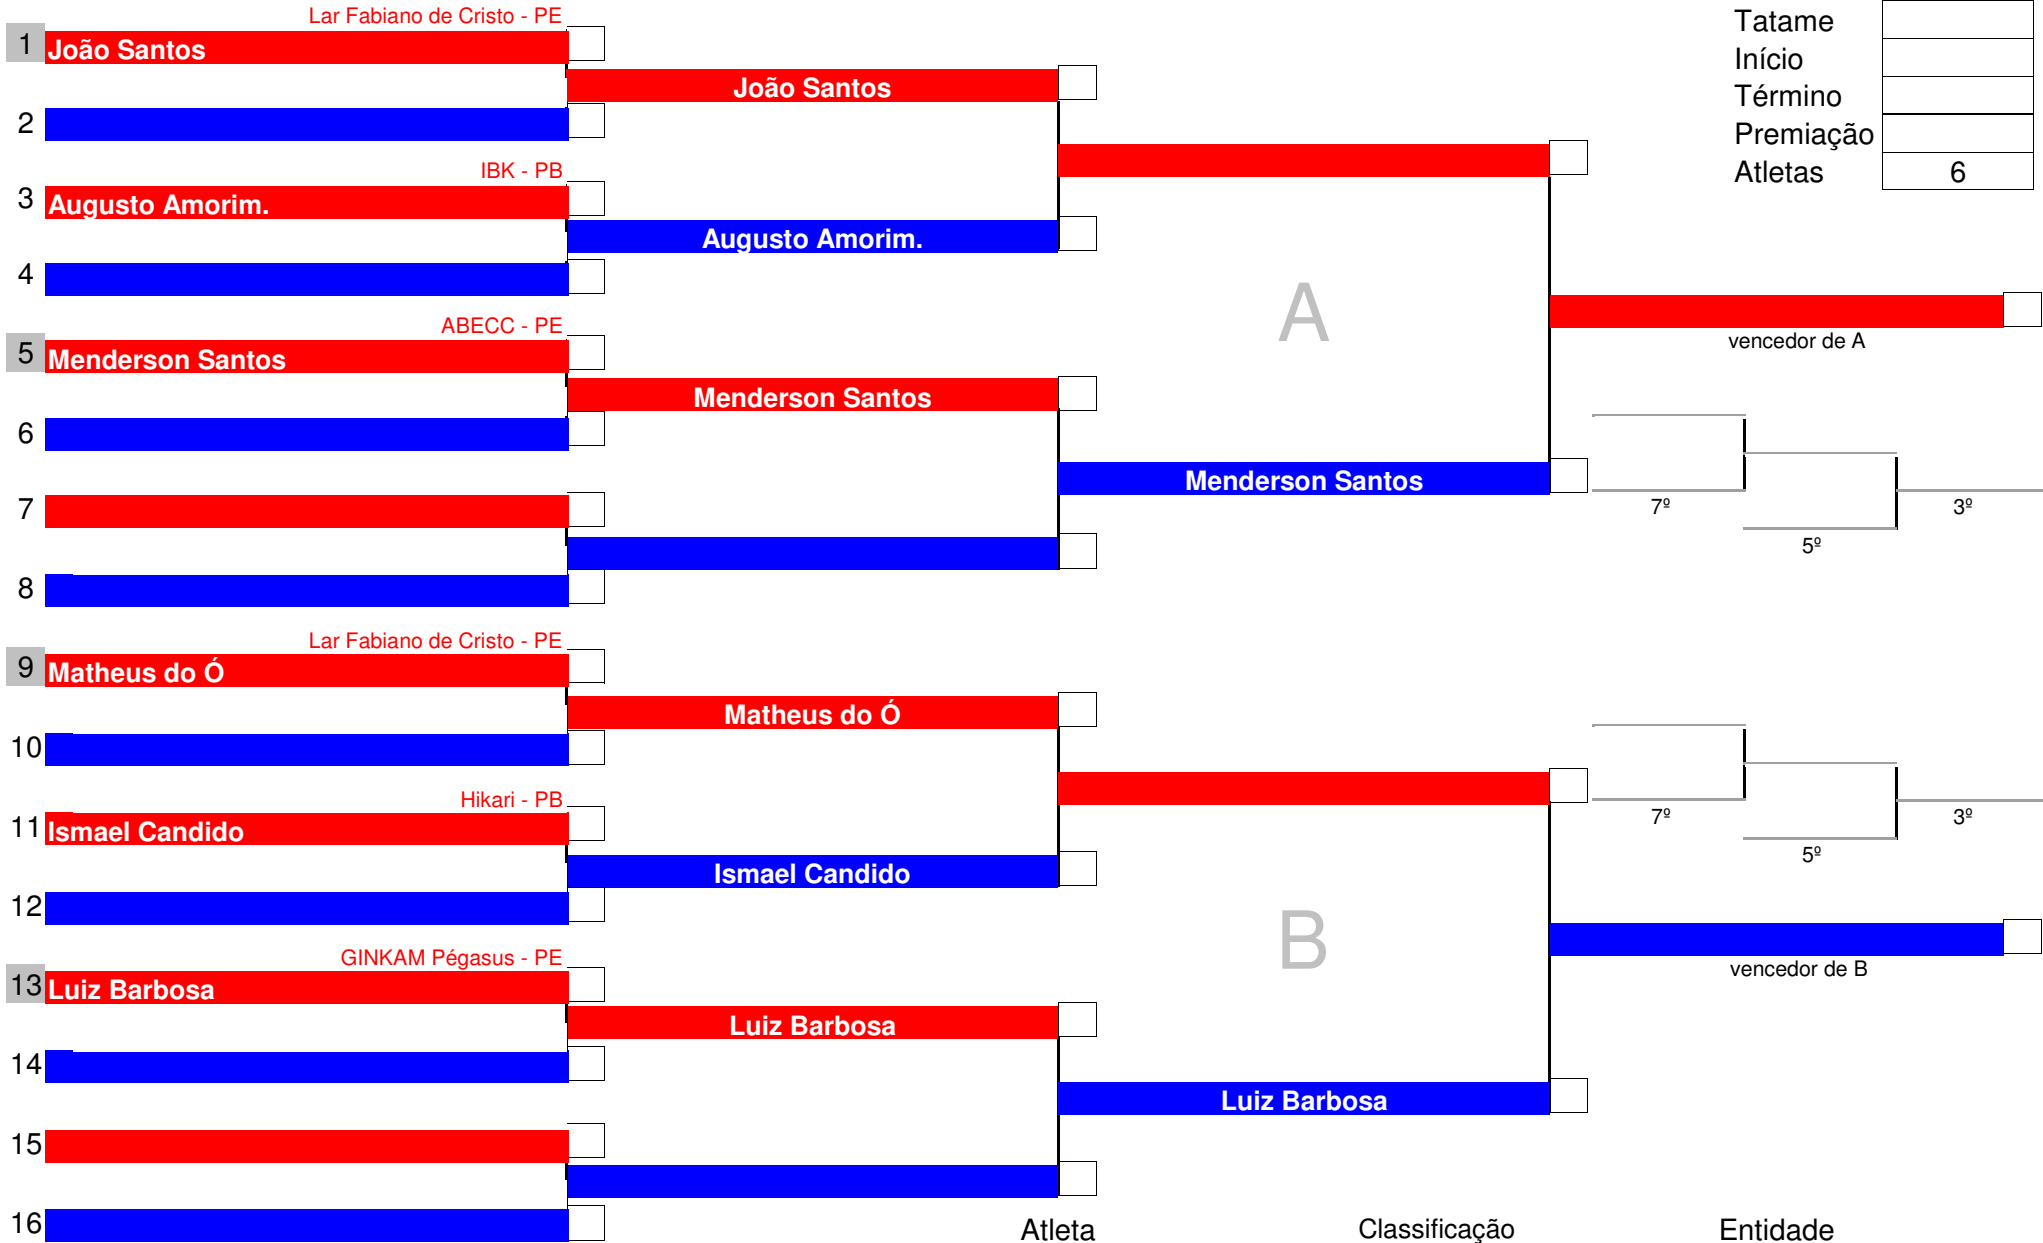 Lar Fabiano de Cristo - PE
1 João Santos
João Santos
2
IBK - PB
3 Augusto Amorim.
Augusto Amorim.
4
ABECC - PE
5 Menderson Santos
Menderson Santos
6
Menderson Santos
7
8
A
Lar Fabiano de Cristo - PE
9 Matheus do Ó
Matheus do Ó
10
Hikari - PB
11 Ismael Candido
Ismael Candido
12
GINKAM Pégasus - PE
13 Luiz Barbosa
Luiz Barbosa
14
Luiz Barbosa
15
16
B
Tatame
Início
Término
Premiação
Atletas 6
vencedor de A
7º
3º
5º
7º
3º
5º
vencedor de B
Atleta Classificação Entidade